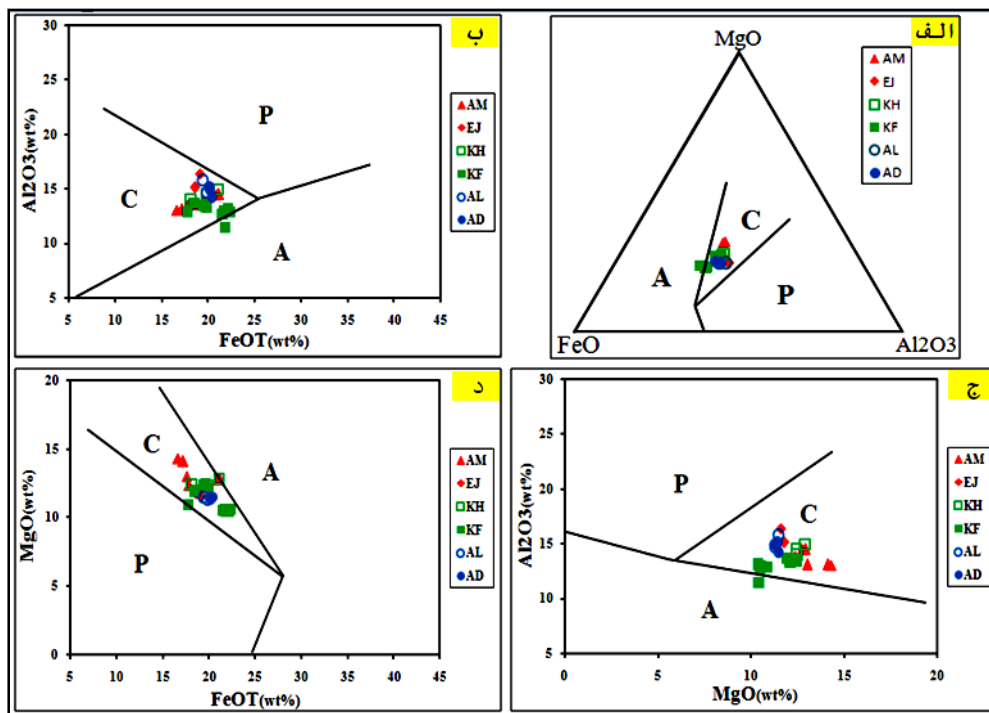 الـف
MgO
AM
EJ
KH
KF
AL
AD
C
A
P
FeO
Al2O3
ب
30
25
20
15
10
5
Al2O3(wt%)
P
C
A
AM
EJ
KH
KF
AL
AD
5 10 15 20 25 30 35 40 45
FeOT(wt%)
ج
30
25
20
15
10
5
Al2O3(wt%)
P
C
A
AM
EJ
KH
KF
AL
AD
0 5 10 15 20
MgO(wt%)
د
20
15
10
5
0
MgO(wt%)
C
A
P
AM
EJ
KH
KF
AL
AD
5 10 15 20 25 30 35 40 45
FeOT(wt%)